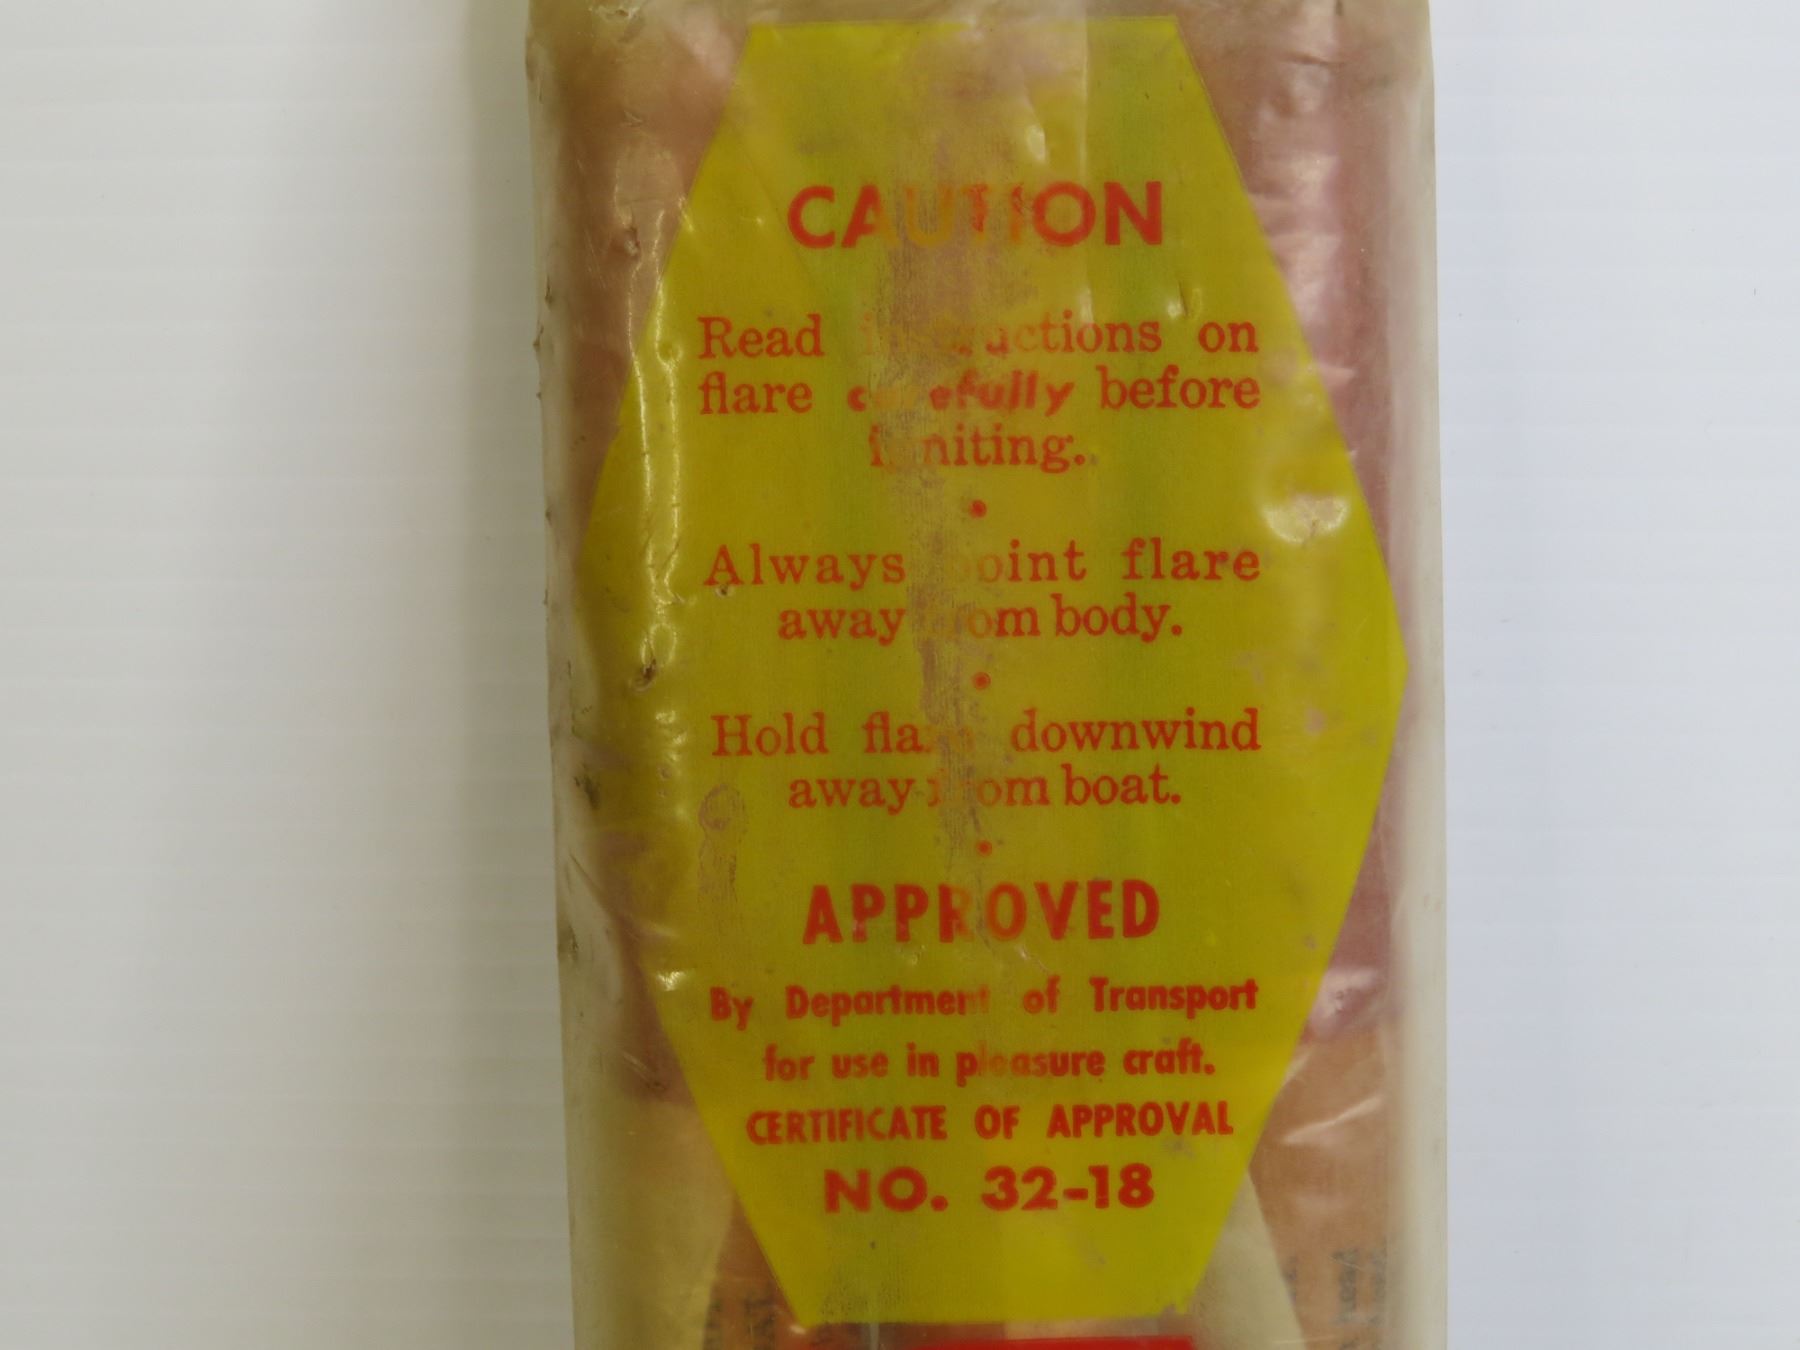 CAUTION
Read instructions on
flare carefully before
igniting.
Always point flare
away from body.
Hold flare downwind
away from boat.
APPROVED
By Department of Transport
for use in pleasure craft.
CERTIFICATE OF APPROVAL
NO. 32-18